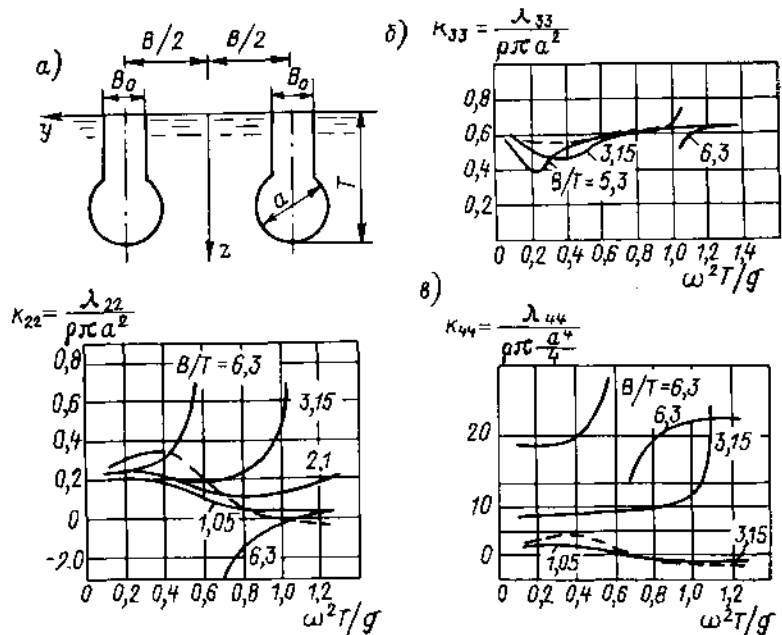 а)
B/2 B/2
B₀ B₀
y
a
T
z
б) κ₃₃ = λ₃₃ / ρπa²
0,8
0,6
0,4
0,2
3,15
6,3
B/T = 5,3
0 0,2 0,4 0,6 0,8 1,0 1,2 1,4
ω²T/g
κ₂₂ = λ₂₂ / ρπa²
0,8
0,6
0,4
0,2
0
-2.0
B/T = 6,3
3,15
2,1
1,05
6,3
0 0,2 0,4 0,6 0,8 1,0 1,2
ω²T/g
в)
κ₄₄ = λ₄₄ / ρπ a⁴/4
20
10
0
B/T = 6,3
6,3
3,15
1,05
3,15
0 0,2 0,4 0,6 0,8 1,0 1,2
ω²T/g